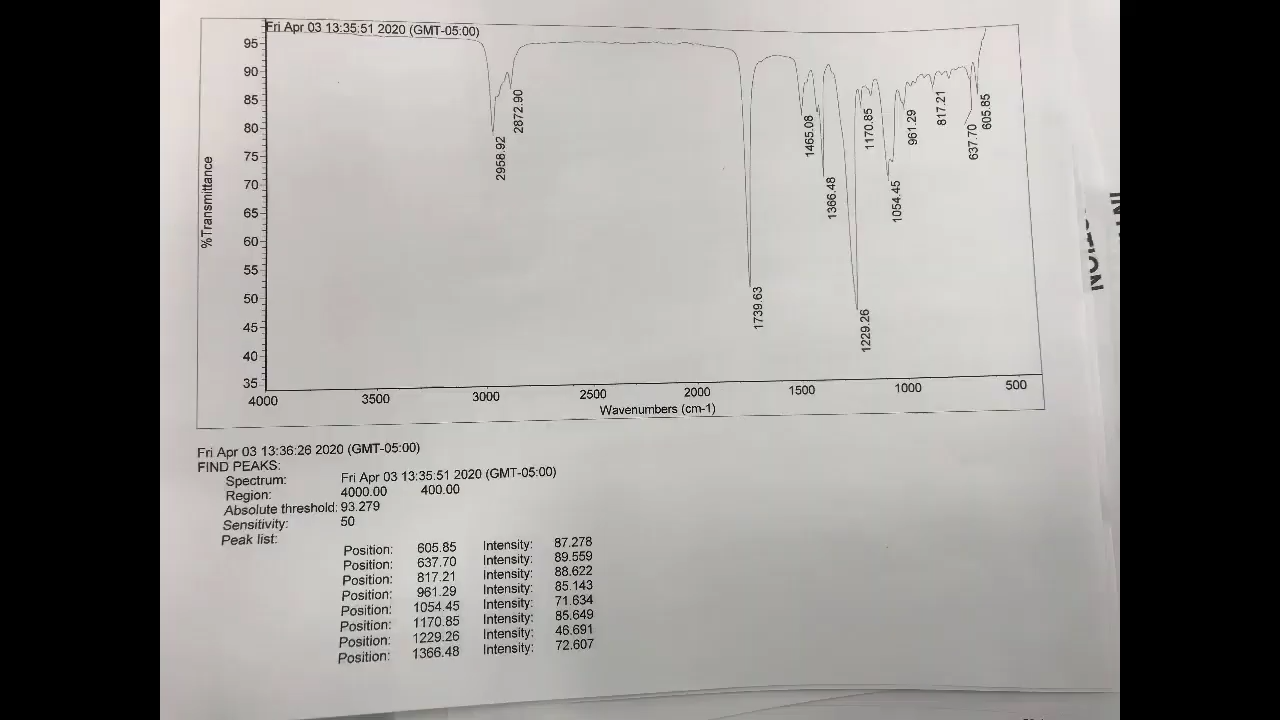 Fri Apr 03 13:35:51 2020 (GMT-05:00)
95
90
85
80
75
70
65
60
55
50
45
40
35
%Transmittance
2958.92
2872.90
1739.63
1465.08
1366.48
1229.26
1170.85
1054.45
961.29
817.21
637.70
605.85
4000 3500 3000 2500 2000 1500 1000 500
Wavenumbers (cm-1)
Fri Apr 03 13:36:26 2020 (GMT-05:00)
FIND PEAKS:
Spectrum: Fri Apr 03 13:35:51 2020 (GMT-05:00)
Region: 4000.00 400.00
Absolute threshold: 93.279
Sensitivity: 50
Peak list:
Position: 605.85 Intensity: 87.278
Position: 637.70 Intensity: 89.559
Position: 817.21 Intensity: 88.622
Position: 961.29 Intensity: 85.143
Position: 1054.45 Intensity: 71.634
Position: 1170.85 Intensity: 85.649
Position: 1229.26 Intensity: 46.691
Position: 1366.48 Intensity: 72.607